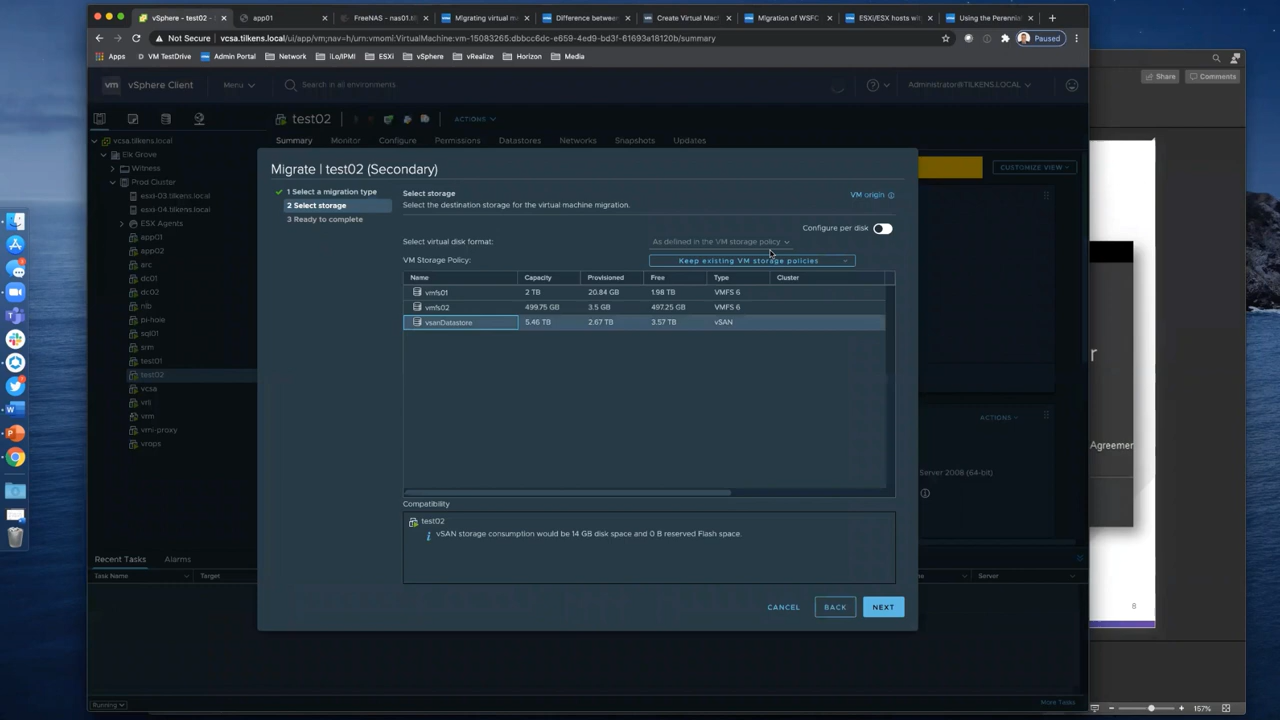 vSphere - test02
app01
FreeNAS - nas01.t
Migrating virtual m
Difference betwee
Create Virtual Mac
Migration of WSFC
ESXi/ESX hosts wi
Using the Perennis
Not Secure vcsa.tilkens.local/ui/app/vm;nav=h/urn:vmomi:VirtualMachine:vm-15083265:dbbcc6dc-e659-4ed9-bd3f-61693a18120b/summary
Paused
Apps
VM TestDrive
Admin Portal
Network
iLo/IPMI
ESXi
vSphere
vRealize
Horizon
Media
Share
Comments
vm vSphere Client
Menu
Search in all environments
Administrator@TILKENS.LOCAL
test02
ACTIONS
Summary
Monitor
Configure
Permissions
Datastores
Networks
Snapshots
Updates
CUSTOMIZE VIEW
vcsa.tilkens.local
Elk Grove
Witness
Prod Cluster
esxi-03.tilkens.local
esxi-04.tilkens.local
ESX Agents
app01
app02
arc
dc01
dc02
nlb
pi-hole
sql01
srm
test01
test02
vcsa
vrli
vrm
vmi-proxy
vrops
Migrate | test02 (Secondary)
1 Select a migration type
2 Select storage
3 Ready to complete
Select storage
Select the destination storage for the virtual machine migration.
VM origin
Configure per disk
Select virtual disk format:
As defined in the VM storage policy
VM Storage Policy:
Keep existing VM storage policies
Name Capacity Provisioned Free Type Cluster
vmfs01 2 TB 20.84 GB 1.98 TB VMFS 6
vmfs02 499.75 GB 3.5 GB 497.25 GB VMFS 6
vsanDatastore 5.46 TB 2.67 TB 3.57 TB vSAN
Compatibility
test02
vSAN storage consumption would be 14 GB disk space and 0 B reserved Flash space.
CANCEL
BACK
NEXT
ACTIONS
Server 2008 (64-bit)
r
Agreemer
8
Recent Tasks
Alarms
Task Name
Target
Server
Running
More Tasks
157%